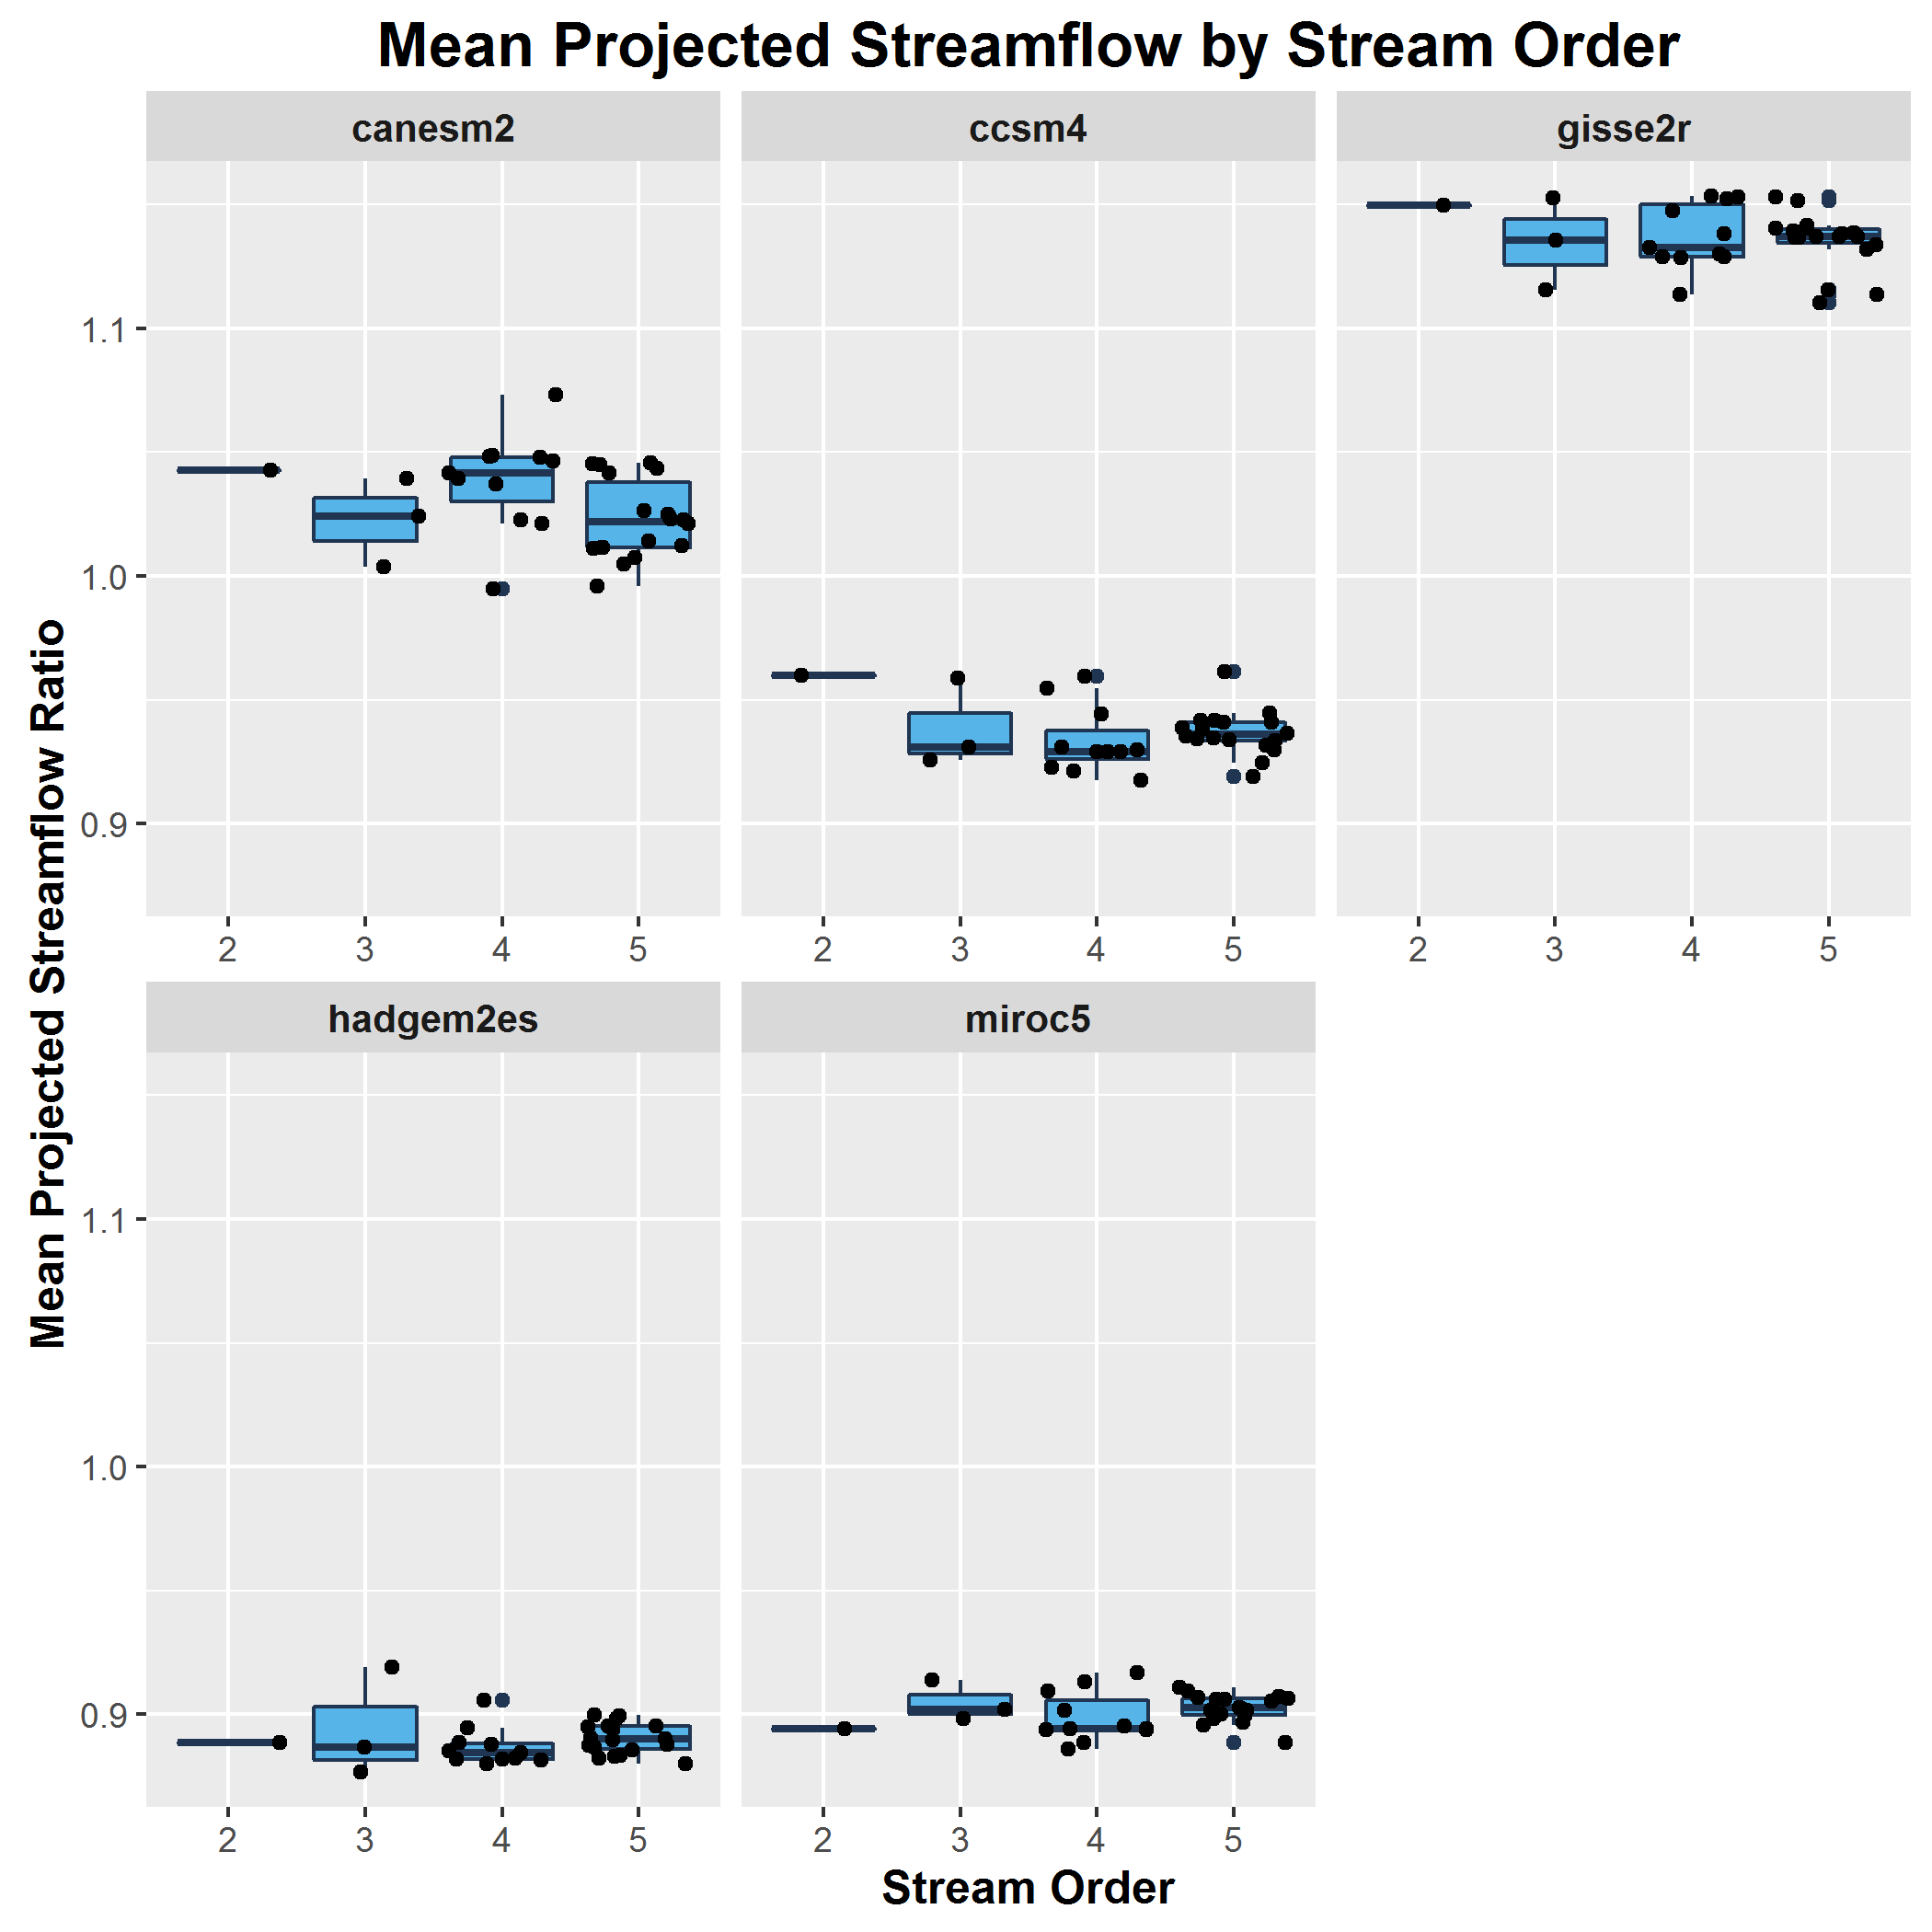 Mean Projected Streamflow by Stream Order
canesm2
ccsm4
gisse2r
1.1
1.0
0.9
2 3 4 5
2 3 4 5
2 3 4 5
Mean Projected Streamflow Ratio
hadgem2es
miroc5
1.1
1.0
0.9
2 3 4 5
2 3 4 5
Stream Order